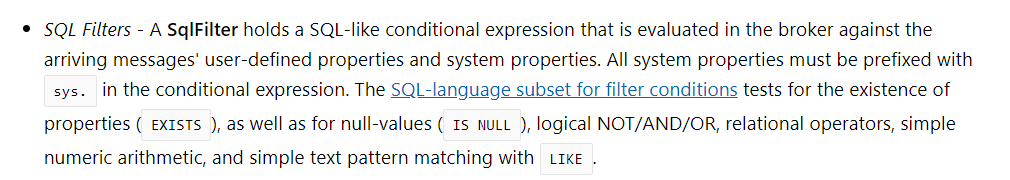 • SQL Filters - A SqlFilter holds a SQL-like conditional expression that is evaluated in the broker against the
arriving messages' user-defined properties and system properties. All system properties must be prefixed with
sys. in the conditional expression. The SQL-language subset for filter conditions tests for the existence of
properties ( EXISTS ), as well as for null-values ( IS NULL ), logical NOT/AND/OR, relational operators, simple
numeric arithmetic, and simple text pattern matching with LIKE .